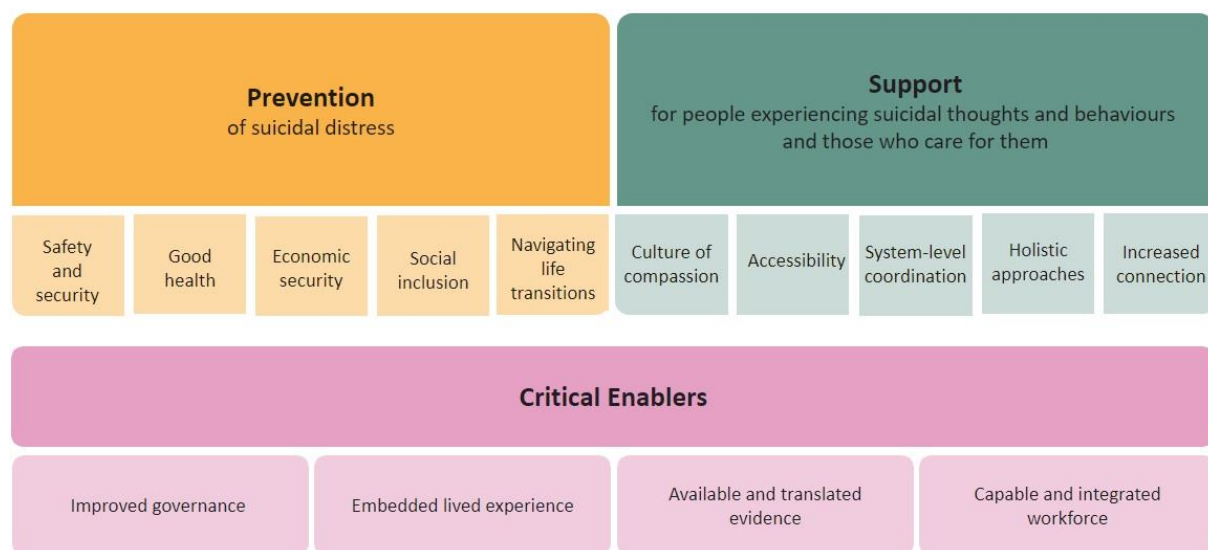 Prevention
of suicidal distress
Support
for people experiencing suicidal thoughts and behaviours
and those who care for them
Safety
and
security
Good
health
Economic
security
Social
inclusion
Navigating
life
transitions
Culture of
compassion
Accessibility
System-level
coordination
Holistic
approaches
Increased
connection
Critical Enablers
Improved governance
Embedded lived experience
Available and translated
evidence
Capable and integrated
workforce